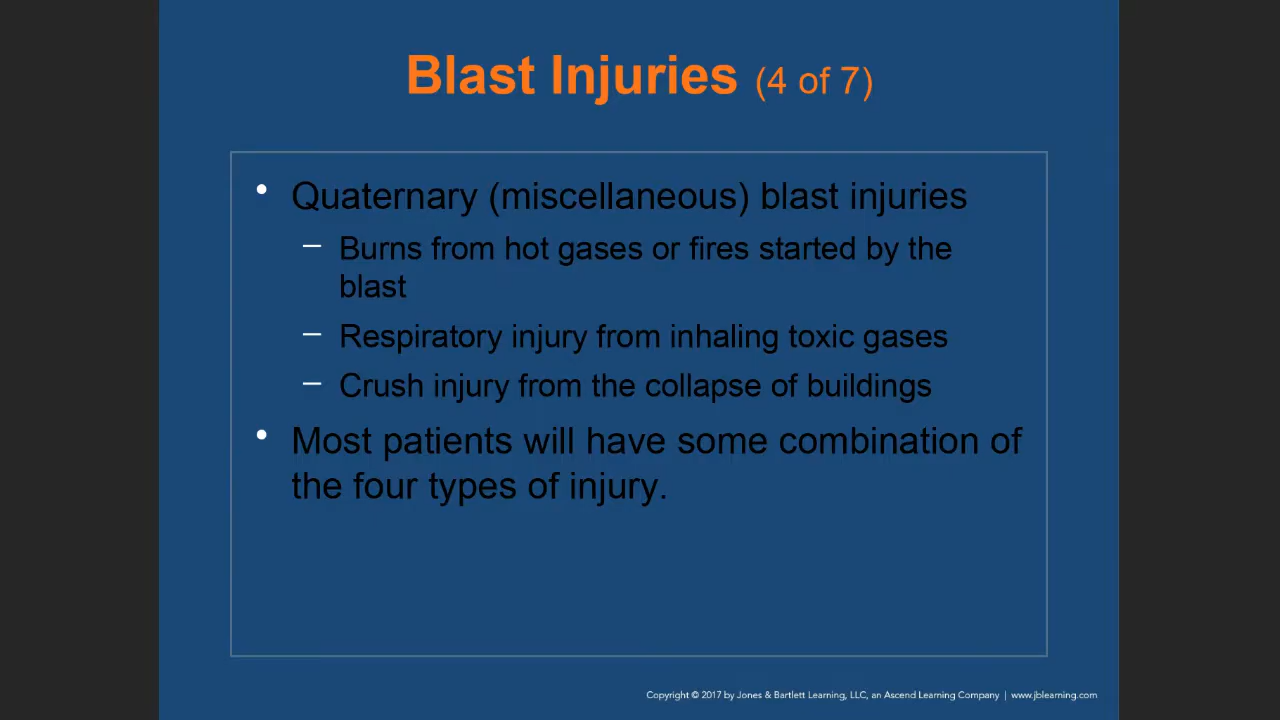 Blast Injuries (4 of 7)
• Quaternary (miscellaneous) blast injuries
– Burns from hot gases or fires started by the
blast
– Respiratory injury from inhaling toxic gases
– Crush injury from the collapse of buildings
• Most patients will have some combination of
the four types of injury.
Copyright © 2017 by Jones & Bartlett Learning, LLC, an Ascend Learning Company | www.jblearning.com